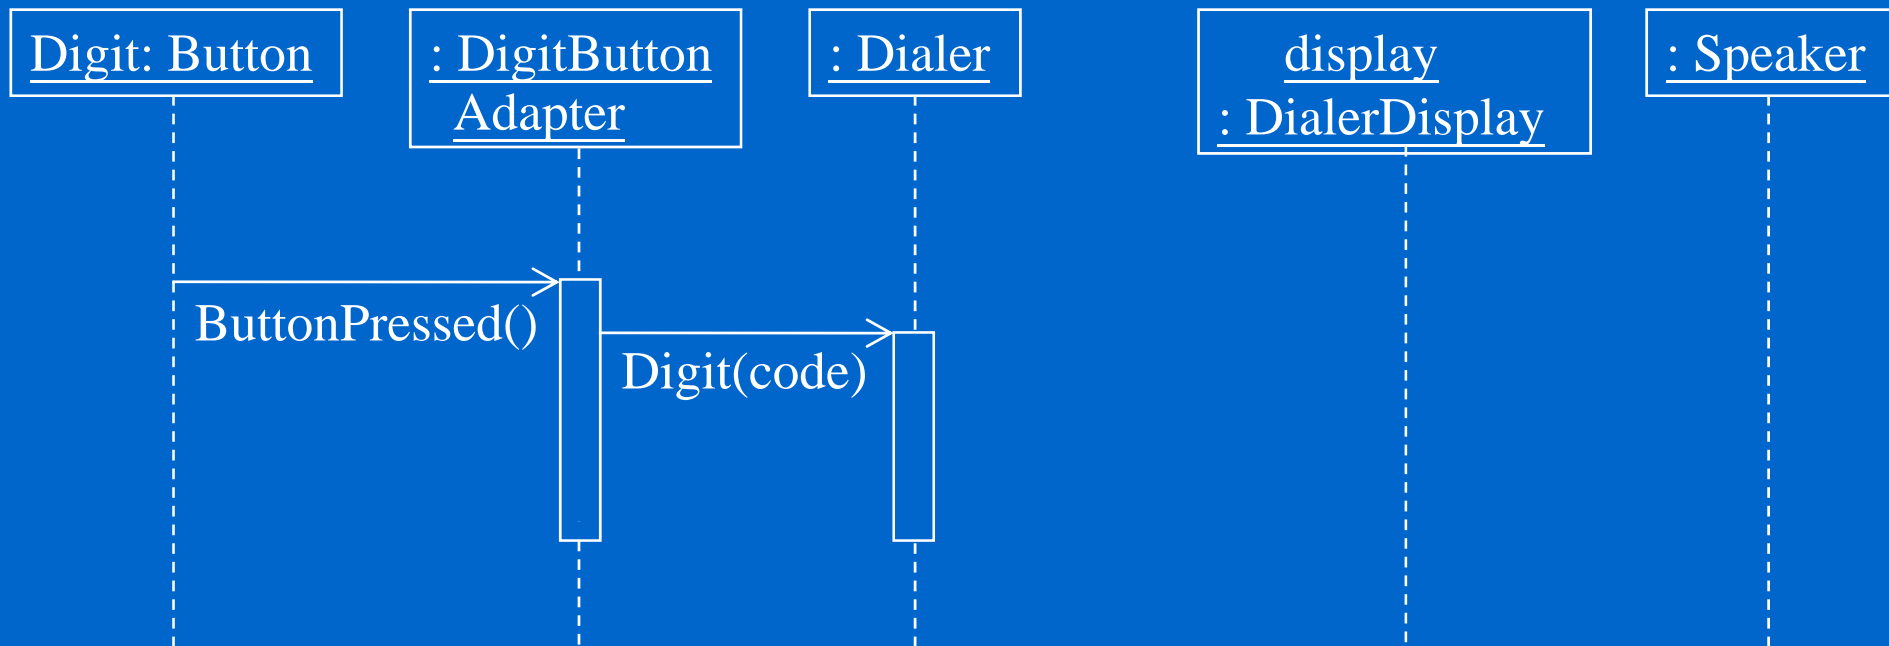 Digit: Button
: DigitButton
Adapter
: Dialer
display
: DialerDisplay
: Speaker
ButtonPressed()
Digit(code)